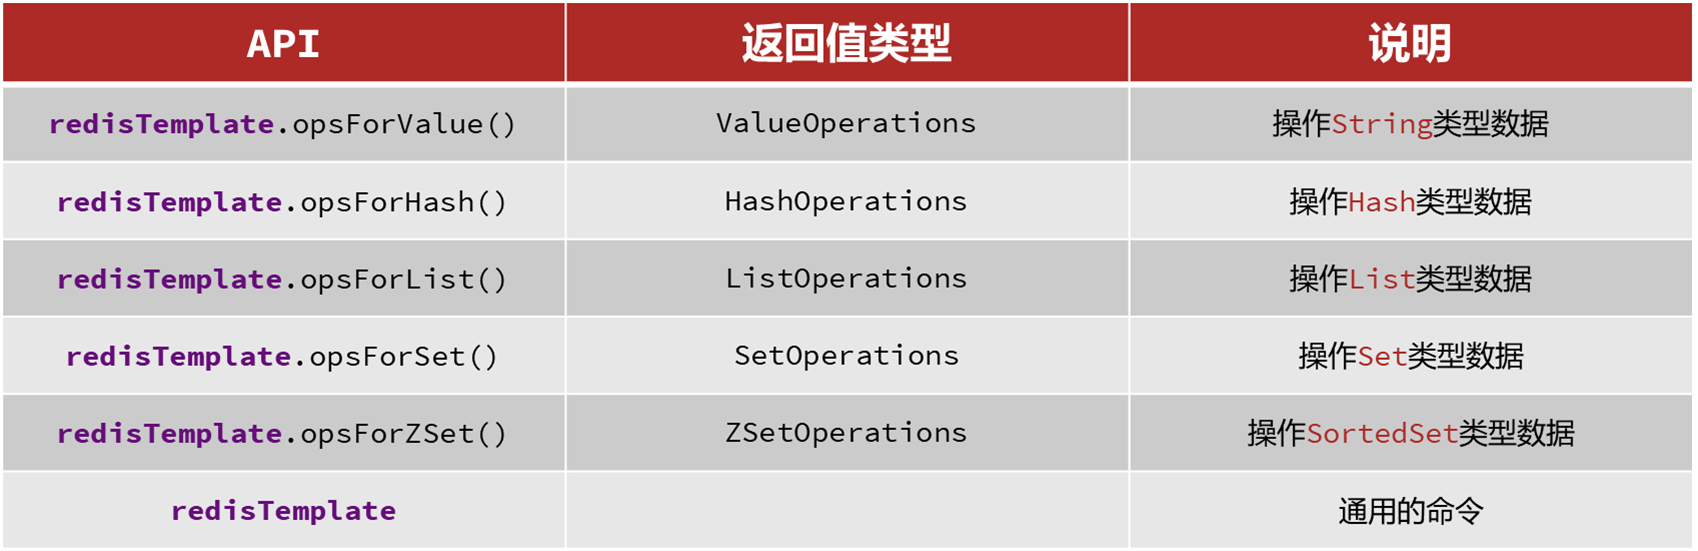 API 返回值类型 说明
redisTemplate.opsForValue() ValueOperations 操作String类型数据
redisTemplate.opsForHash() HashOperations 操作Hash类型数据
redisTemplate.opsForList() ListOperations 操作List类型数据
redisTemplate.opsForSet() SetOperations 操作Set类型数据
redisTemplate.opsForZSet() ZSetOperations 操作SortedSet类型数据
redisTemplate 通用的命令